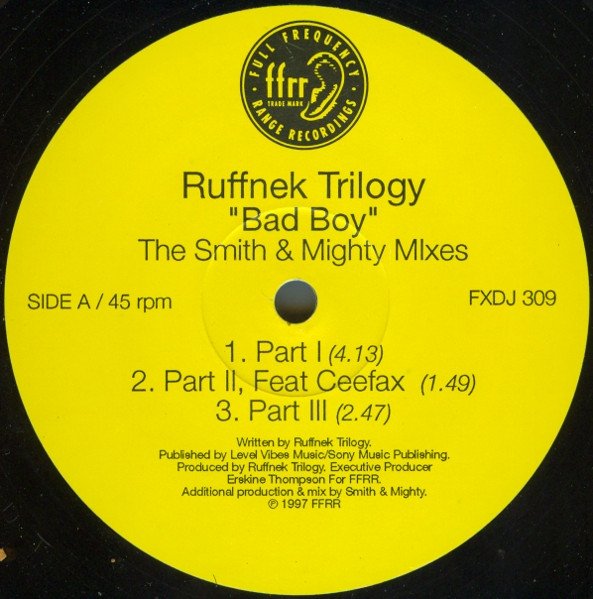 FULL FREQUENCY
ffrr
TRADE MARK
RANGE RECORDINGS
Ruffnek Trilogy
"Bad Boy"
The Smith & Mighty MIxes
SIDE A / 45 rpm
FXDJ 309
1. Part I (4.13)
2. Part II, Feat Ceefax (1.49)
3. Part III (2.47)
Written by Ruffnek Trilogy.
Published by Level Vibes Music/Sony Music Publishing.
Produced by Ruffnek Trilogy, Executive Producer
Erskine Thompson For FFRR.
Additional production & mix by Smith & Mighty.
℗ 1997 FFRR